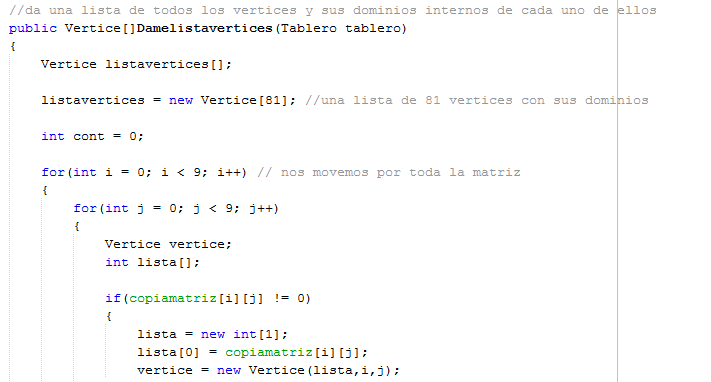 //da una lista de todos los vertices y sus dominios internos de cada uno de ellos
public Vertice[]Damelistavertices(Tablero tablero)
{
Vertice listavertices[];
listavertices = new Vertice[81]; //una lista de 81 vertices con sus dominios
int cont = 0;
for(int i = 0; i < 9; i++) // nos movemos por toda la matriz
{
for(int j = 0; j < 9; j++)
{
Vertice vertice;
int lista[];
if(copiamatriz[i][j] != 0)
{
lista = new int[1];
lista[0] = copiamatriz[i][j];
vertice = new Vertice(lista,i,j);